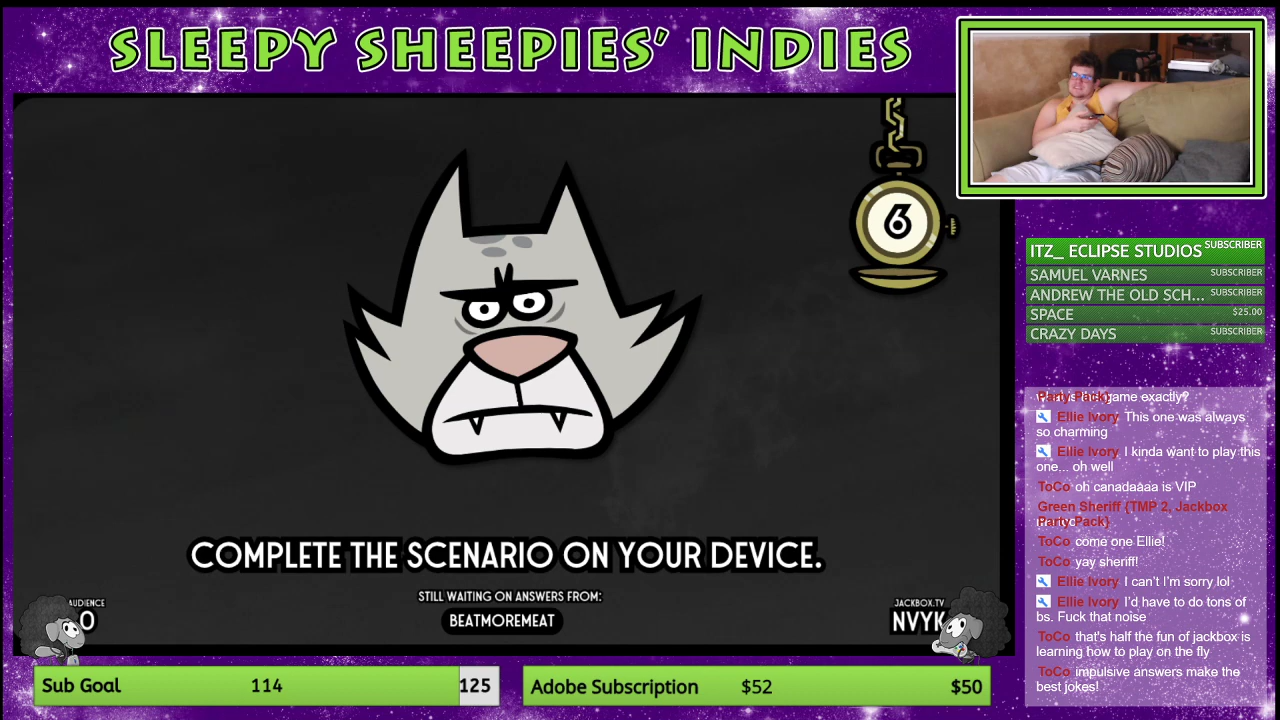 SLEEPY SHEEPIES' INDIES
6
COMPLETE THE SCENARIO ON YOUR DEVICE.
STILL WAITING ON ANSWERS FROM:
BEATMOREMEAT
AUDIENCE
0
JACKBOX.TV
NVYK
Sub Goal 114 125
Adobe Subscription $52 $50
ITZ_ ECLIPSE STUDIOS SUBSCRIBER
SAMUEL VARNES SUBSCRIBER
ANDREW THE OLD SCH... SUBSCRIBER
SPACE $25.00
CRAZY DAYS SUBSCRIBER
Party Pack} game exactly?
Ellie Ivory This one was always
so charming
Ellie Ivory I kinda want to play this
one... oh well
ToCo oh canadaaaa is VIP
Green Sheriff {TMP 2, Jackbox
Party Pack}
ToCo come one Ellie!
ToCo yay sheriff!
Ellie Ivory I can't I'm sorry lol
Ellie Ivory I'd have to do tons of
bs. Fuck that noise
ToCo that's half the fun of jackbox is
learning how to play on the fly
ToCo impulsive answers make the
best jokes!